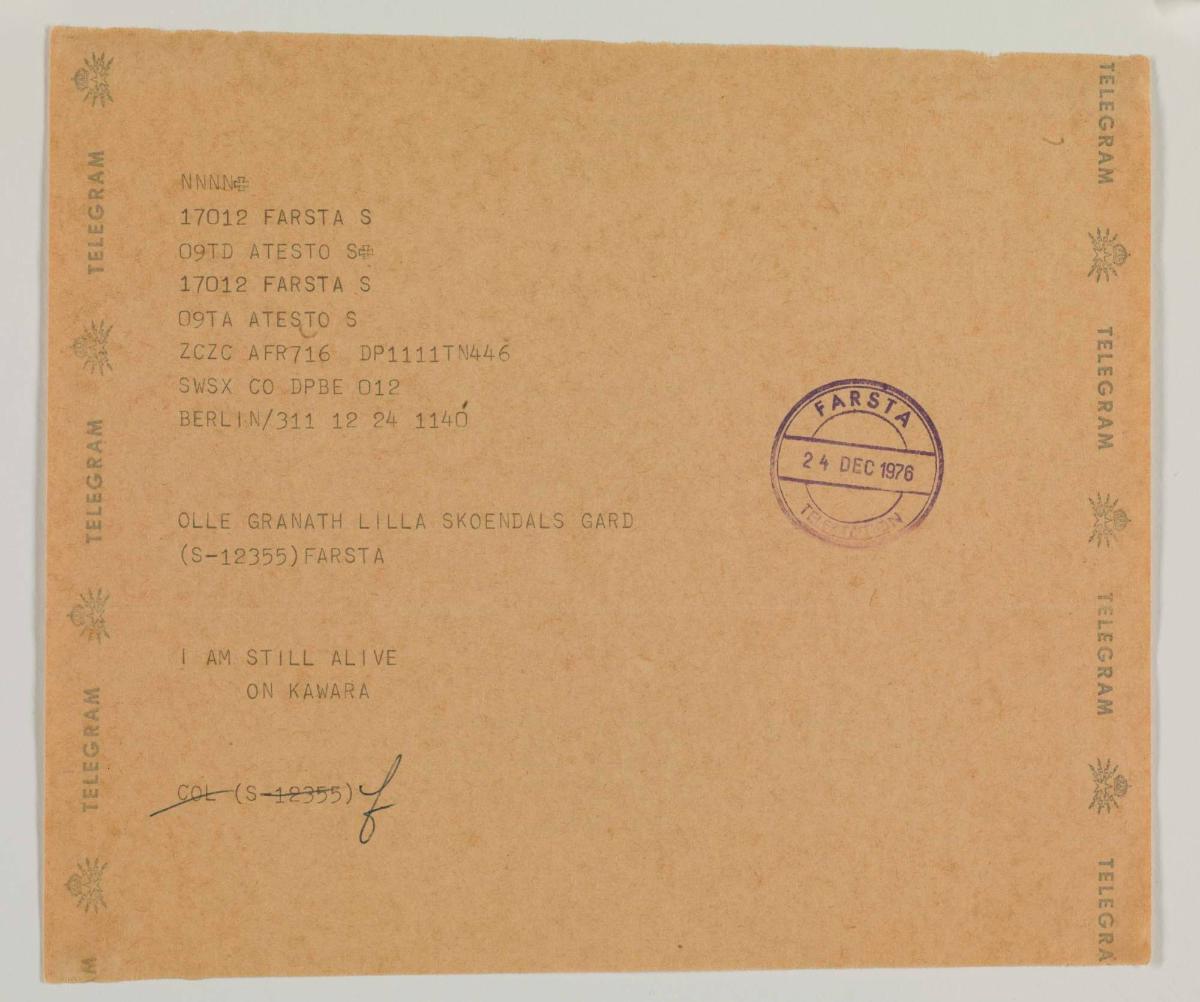 NNNN
17012 FARSTA S
09TD ATESTO S
17012 FARSTA S
09TA ATESTO S
ZCZC AFR716 DP1111TN446
SWSX CO DPBE 012
BERLIN/311 12 24 1140
OLLE GRANATH LILLA SKOENDALS GARD
(S-12355)FARSTA
I AM STILL ALIVE
ON KAWARA
COL (S-12355)
FARSTA
24 DEC 1976
TELEGRAM
TELEGRAM
TELEGRAM
TELEGRAM
M
TELEGRAM
TELEGRAM
TELEGRAM
TELEGRA